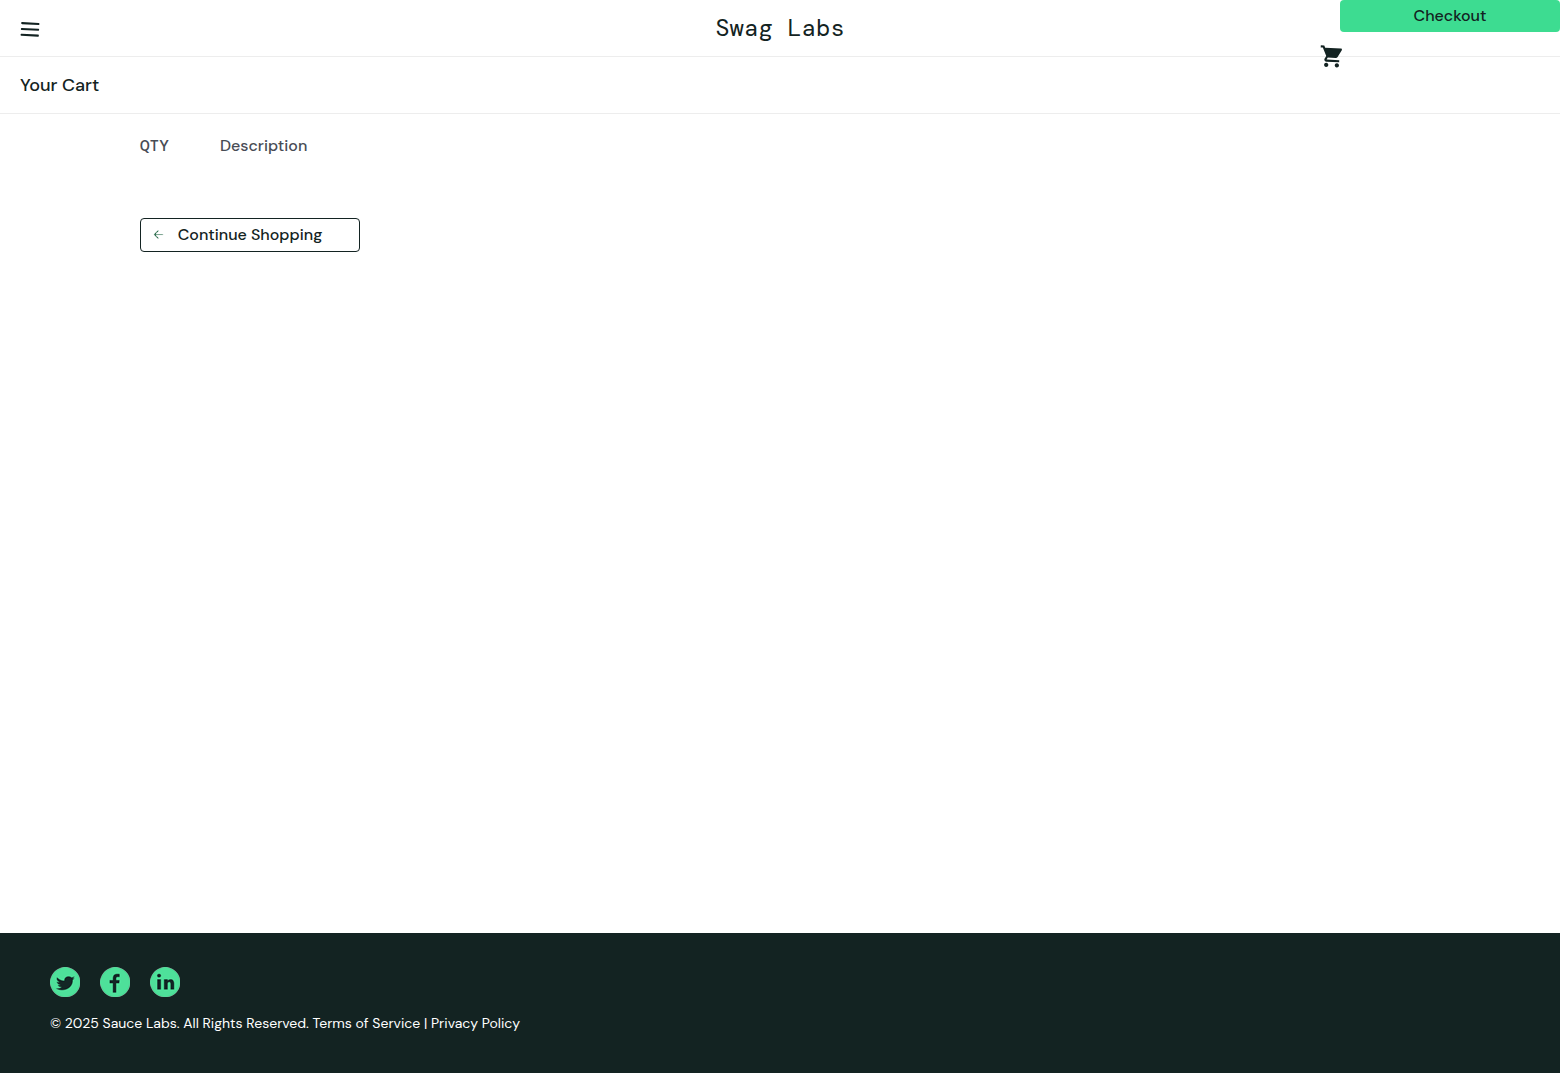 Swag Labs
Checkout
Your Cart
QTY Description
Continue Shopping
© 2025 Sauce Labs. All Rights Reserved. Terms of Service | Privacy Policy